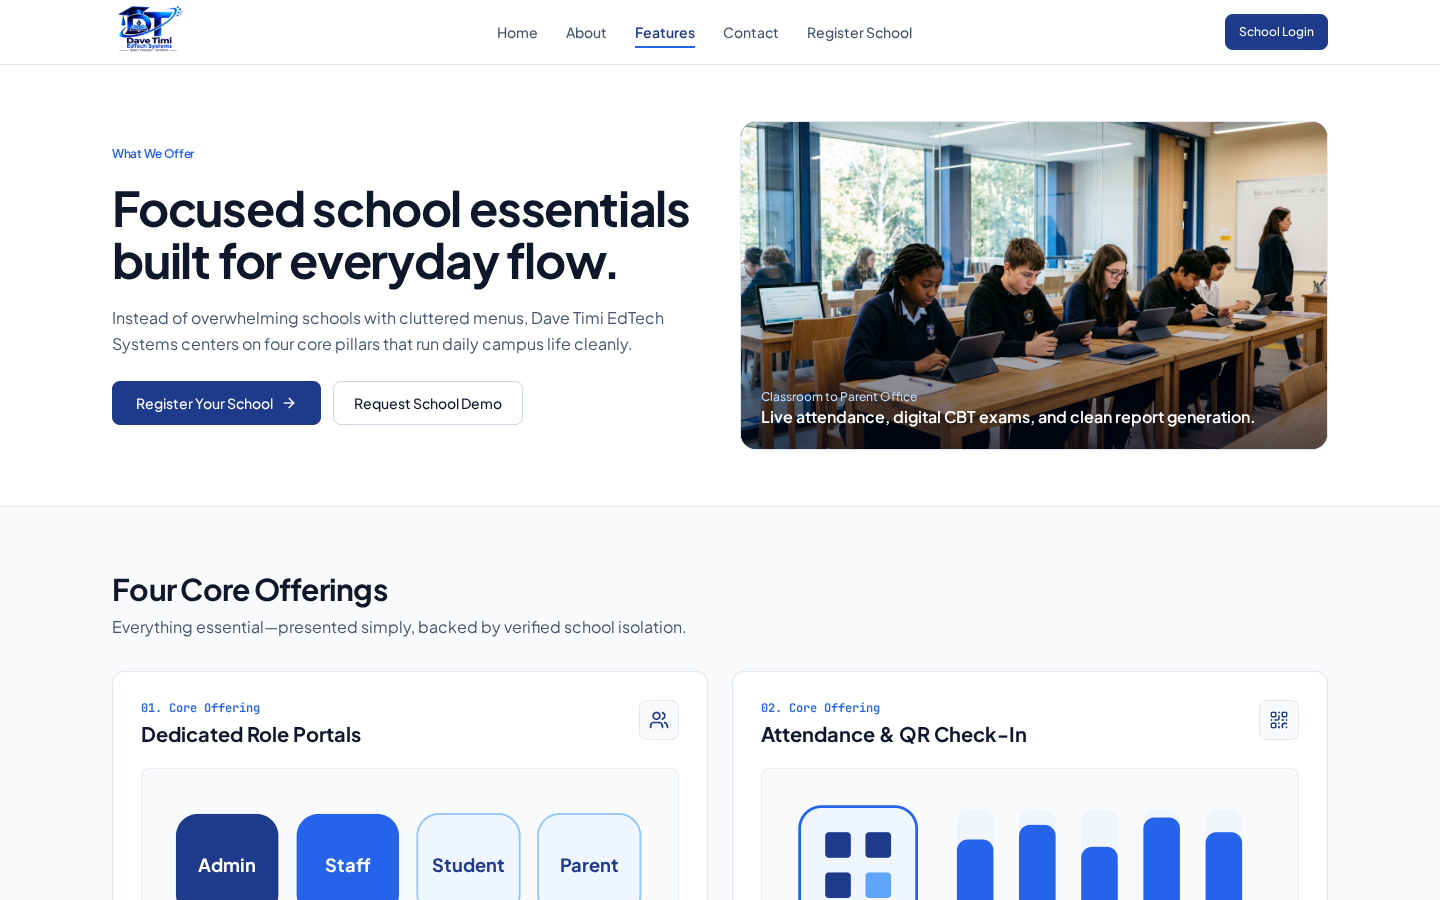 DT
Dave Timi
EdTech Systems
Home
About
Features
Contact
Register School
School Login
What We Offer
Focused school essentials
built for everyday flow.
Instead of overwhelming schools with cluttered menus, Dave Timi EdTech
Systems centers on four core pillars that run daily campus life cleanly.
Register Your School
Request School Demo
Classroom to Parent Office
Live attendance, digital CBT exams, and clean report generation.
Four Core Offerings
Everything essential—presented simply, backed by verified school isolation.
01. Core Offering
Dedicated Role Portals
Admin
Staff
Student
Parent
02. Core Offering
Attendance & QR Check-In